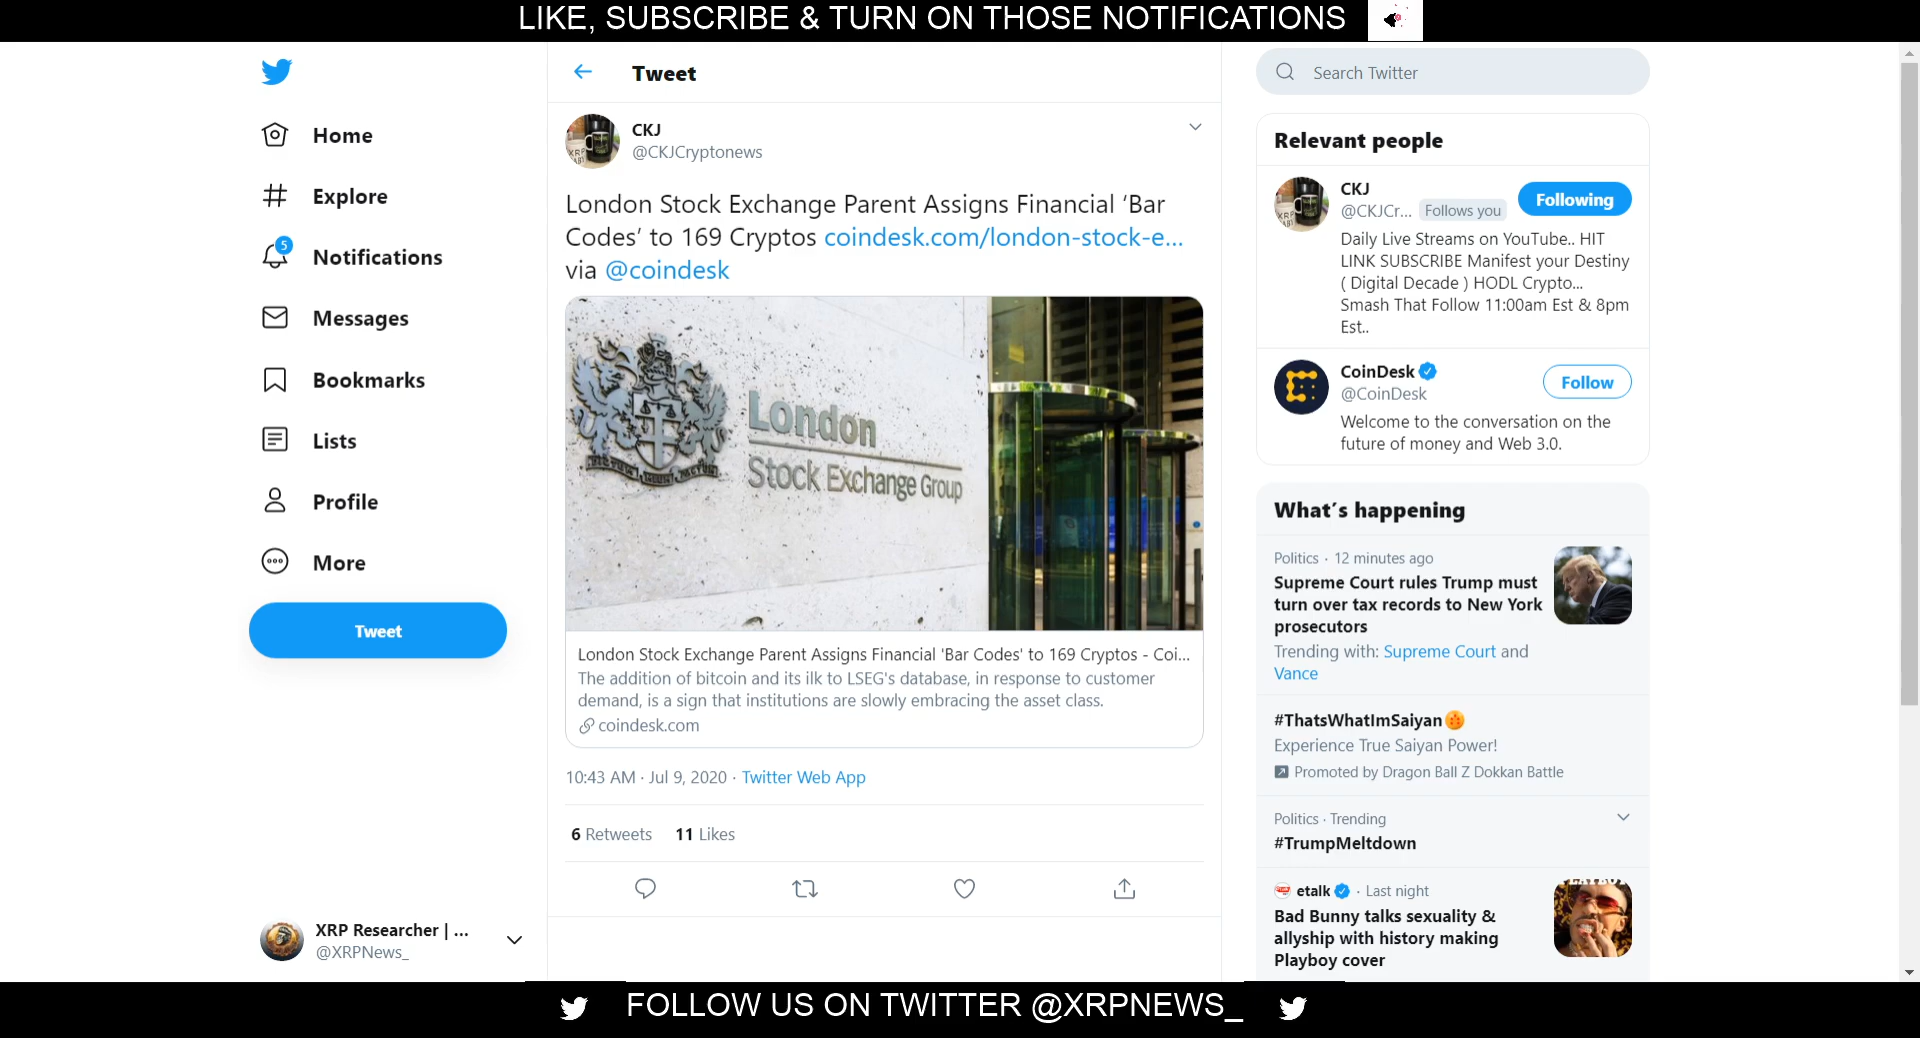 LIKE, SUBSCRIBE & TURN ON THOSE NOTIFICATIONS
Home
Explore
5
Notifications
Messages
Bookmarks
Lists
Profile
More
Tweet
XRP Researcher | ...
@XRPNews_
Tweet
CKJ
@CKJCryptonews
London Stock Exchange Parent Assigns Financial ‘Bar
Codes’ to 169 Cryptos coindesk.com/london-stock-e...
via @coindesk
London
Stock Exchange Group
London Stock Exchange Parent Assigns Financial 'Bar Codes' to 169 Cryptos - Coi...
The addition of bitcoin and its ilk to LSEG's database, in response to customer
demand, is a sign that institutions are slowly embracing the asset class.
coindesk.com
10:43 AM · Jul 9, 2020 · Twitter Web App
6 Retweets 11 Likes
Search Twitter
Relevant people
CKJ
@CKJCr... Follows you
Following
Daily Live Streams on YouTube.. HIT
LINK SUBSCRIBE Manifest your Destiny
( Digital Decade ) HODL Crypto...
Smash That Follow 11:00am Est & 8pm
Est..
CoinDesk
@CoinDesk
Follow
Welcome to the conversation on the
future of money and Web 3.0.
What's happening
Politics · 12 minutes ago
Supreme Court rules Trump must
turn over tax records to New York
prosecutors
Trending with: Supreme Court and
Vance
#ThatsWhatImSaiyan
Experience True Saiyan Power!
Promoted by Dragon Ball Z Dokkan Battle
Politics · Trending
#TrumpMeltdown
etalk · Last night
Bad Bunny talks sexuality &
allyship with history making
Playboy cover
FOLLOW US ON TWITTER @XRPNEWS_